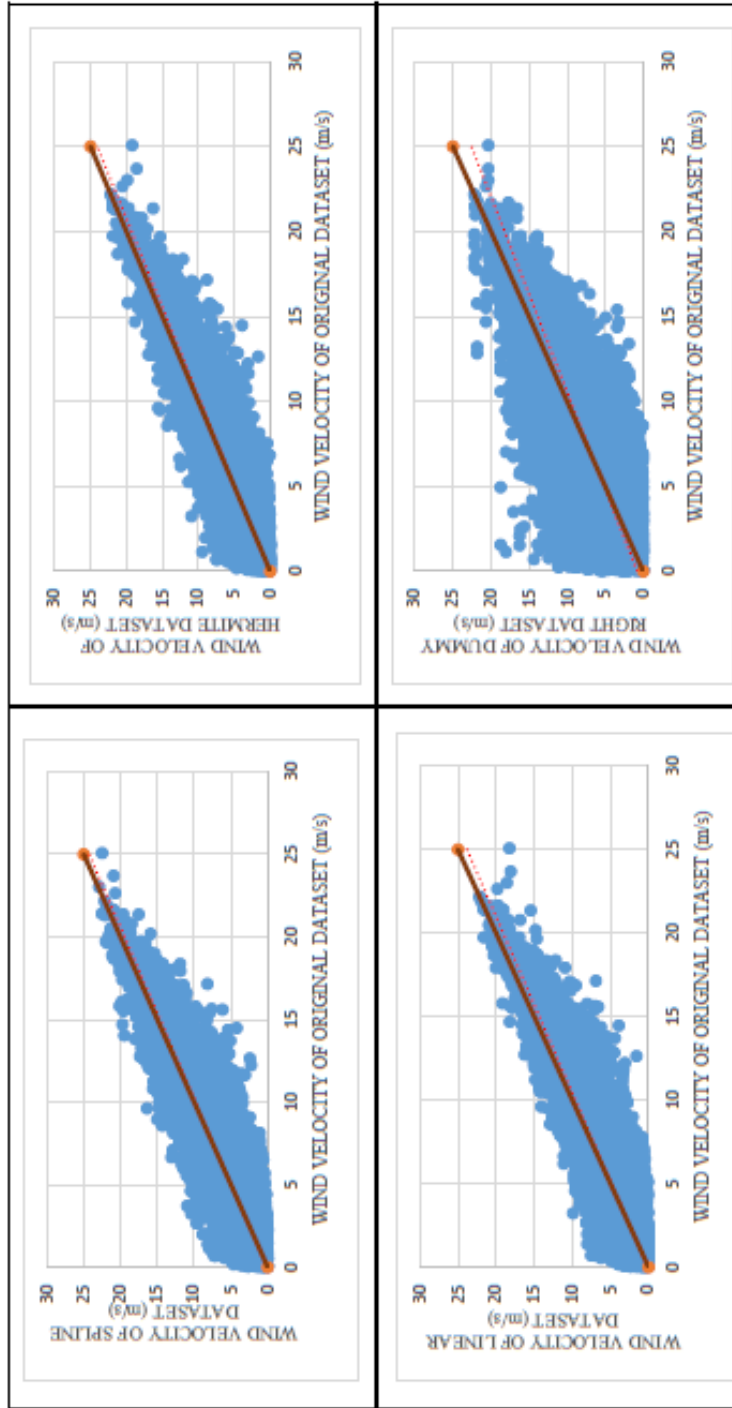 WIND VELOCITY OF SPLINE
DATASET (m/s)
30
25
20
15
10
5
0
0 5 10 15 20 25 30
WIND VELOCITY OF ORIGINAL DATASET (m/s)
WIND VELOCITY OF
HERMITE DATASET (m/s)
30
25
20
15
10
5
0
0 5 10 15 20 25 30
WIND VELOCITY OF ORIGINAL DATASET (m/s)
WIND VELOCITY OF LINEAR
DATASET (m/s)
30
25
20
15
10
5
0
0 5 10 15 20 25 30
WIND VELOCITY OF ORIGINAL DATASET (m/s)
WIND VELOCITY OF DUMMY
RIGHT DATASET (m/s)
30
25
20
15
10
5
0
0 5 10 15 20 25 30
WIND VELOCITY OF ORIGINAL DATASET (m/s)